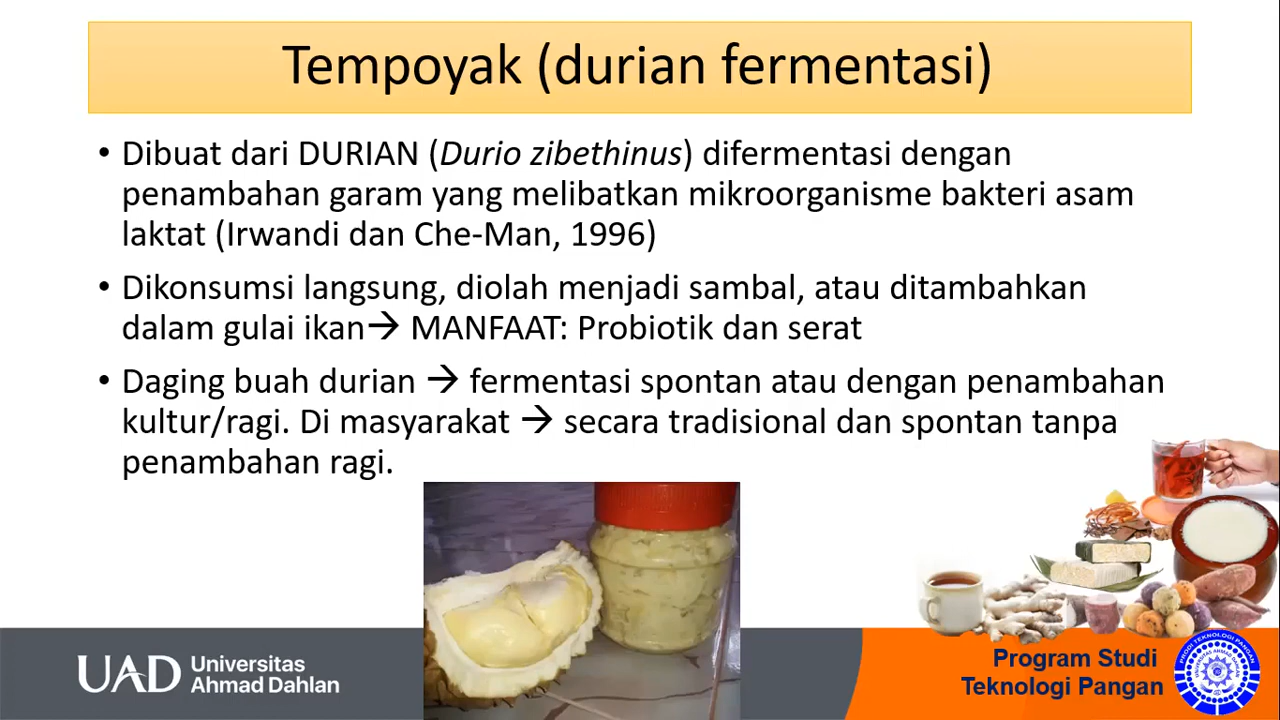 Tempoyak (durian fermentasi)
• Dibuat dari DURIAN (Durio zibethinus) difermentasi dengan
penambahan garam yang melibatkan mikroorganisme bakteri asam
laktat (Irwandi dan Che-Man, 1996)
• Dikonsumsi langsung, diolah menjadi sambal, atau ditambahkan
dalam gulai ikan→ MANFAAT: Probiotik dan serat
• Daging buah durian → fermentasi spontan atau dengan penambahan
kultur/ragi. Di masyarakat → secara tradisional dan spontan tanpa
penambahan ragi.
UAD Universitas
Ahmad Dahlan
Program Studi
Teknologi Pangan
PRODI TEKNOLOGI PANGAN